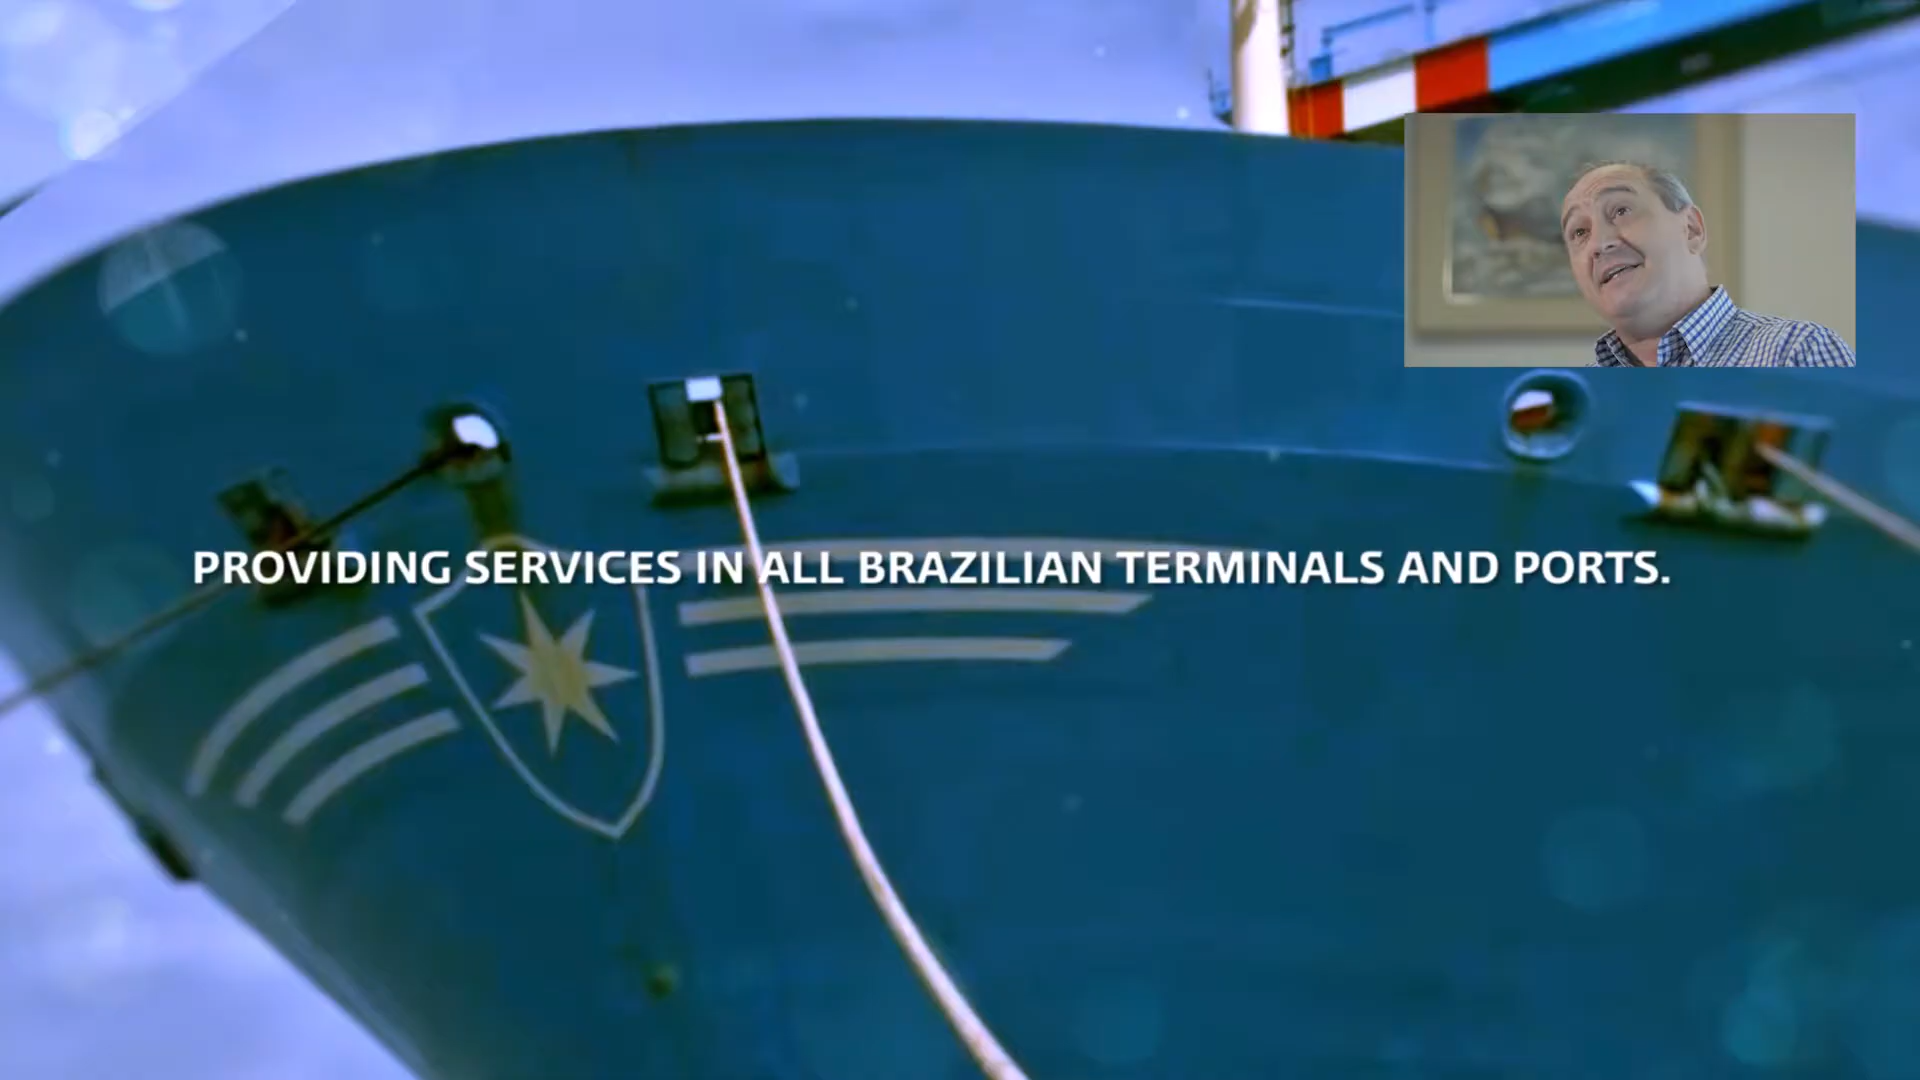 PROVIDING SERVICES IN ALL BRAZILIAN TERMINALS AND PORTS.